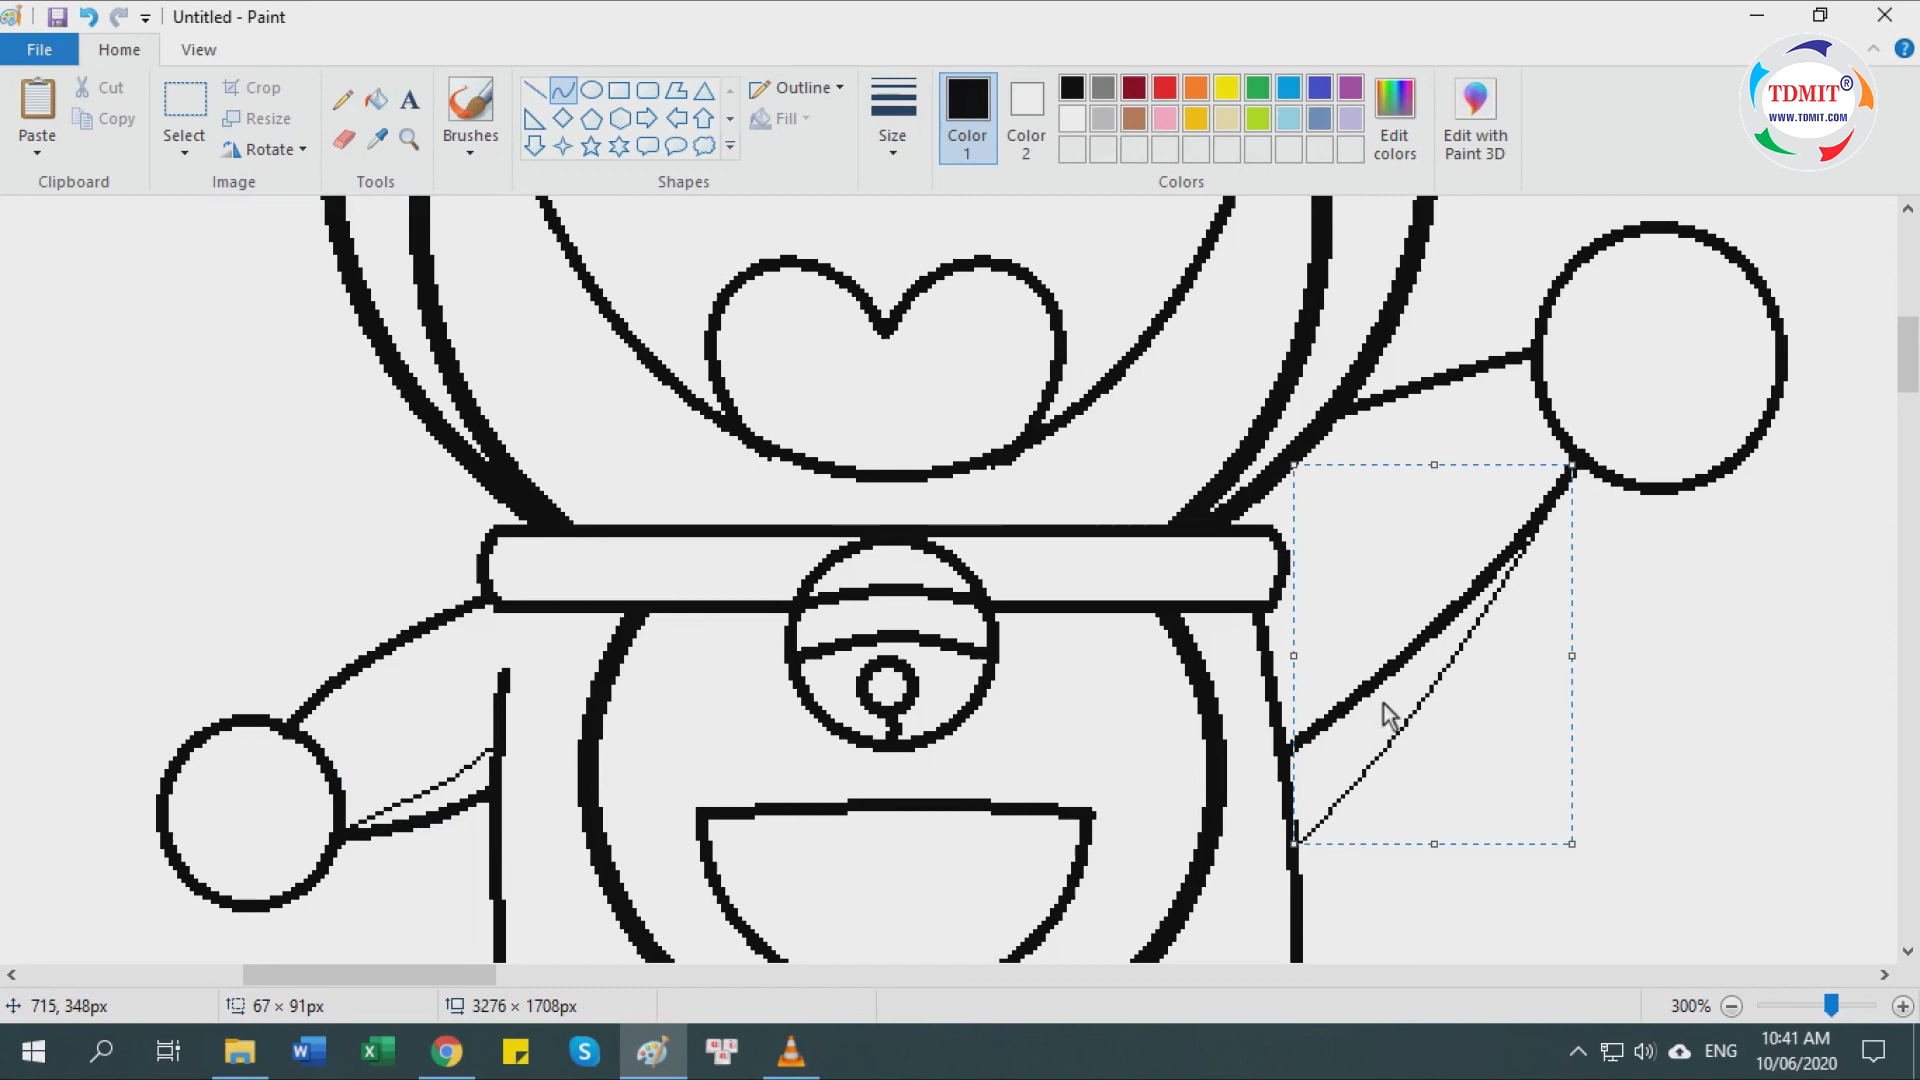 Untitled - Paint
File
Home
View
Paste
Cut
Copy
Clipboard
Select
Crop
Resize
Rotate
Image
A
Tools
Brushes
Outline
Fill
Shapes
Size
Color
1
Color
2
Edit
colors
Colors
Edit with
Paint 3D
TDMIT®
WWW.TDMIT.COM
715, 348px
67 × 91px
3276 × 1708px
300%
ENG
10:41 AM
10/06/2020